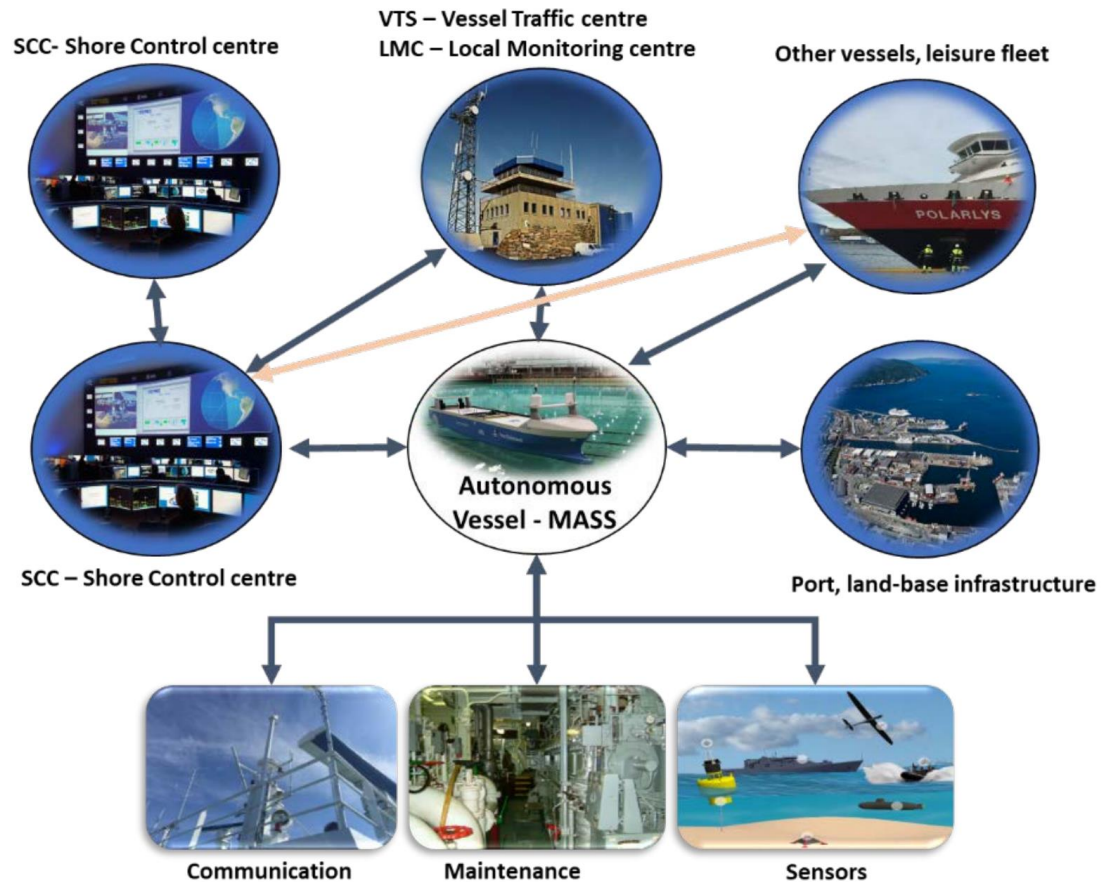 VTS – Vessel Traffic centre
SCC- Shore Control centre
LMC – Local Monitoring centre
Other vessels, leisure fleet
POLARLYS
Autonomous
Vessel - MASS
SCC – Shore Control centre
Port, land-base infrastructure
Communication
Maintenance
Sensors